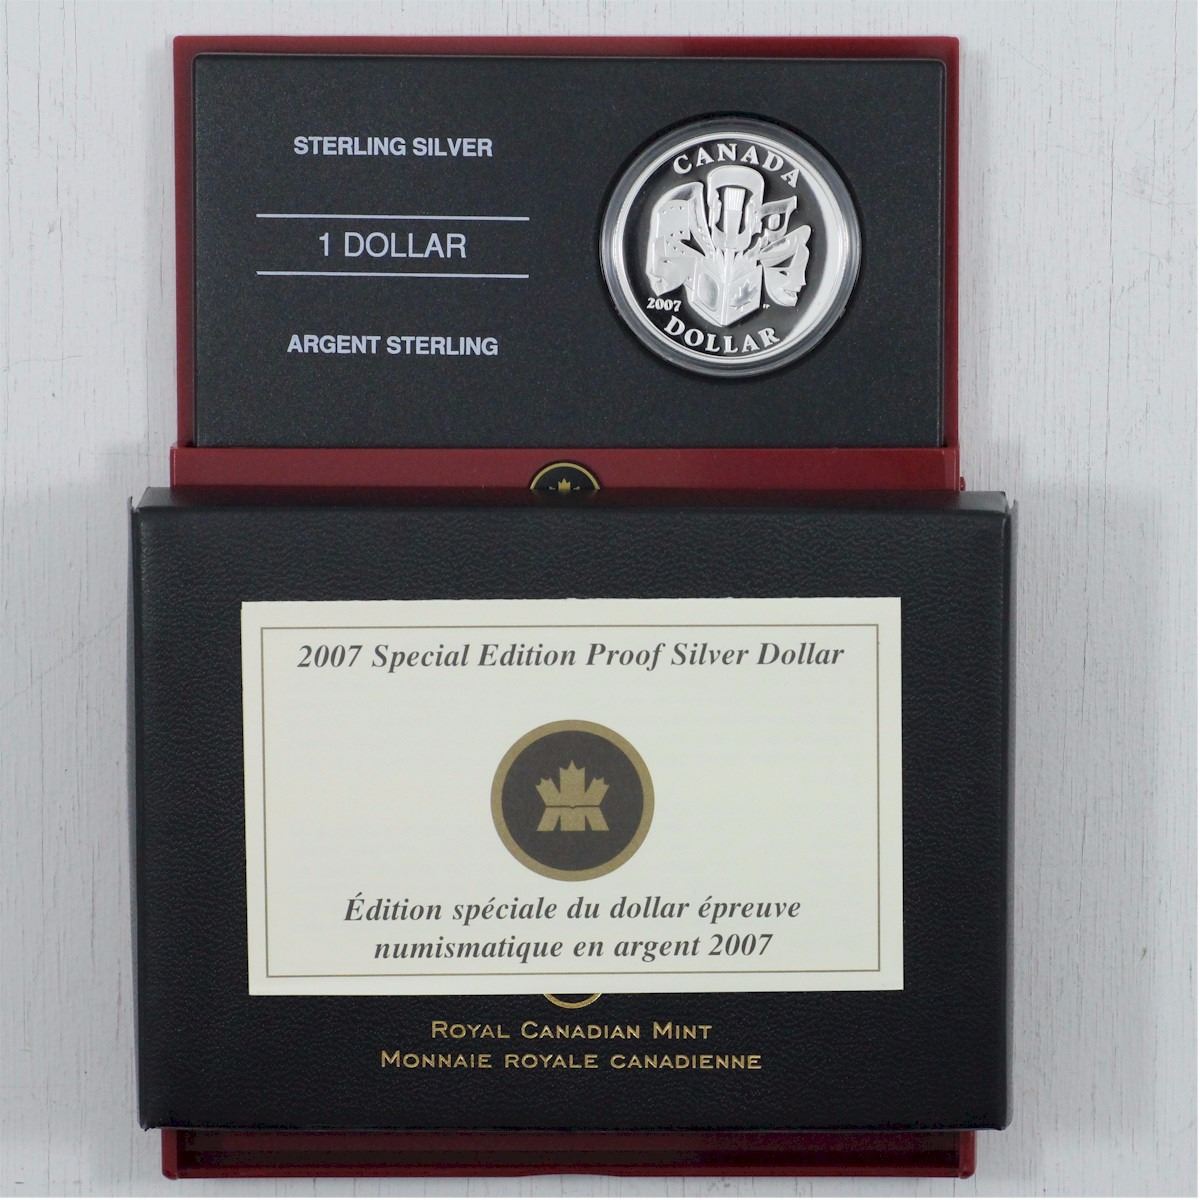 STERLING SILVER
1 DOLLAR
ARGENT STERLING
CANADA
2007
DOLLAR
2007 Special Edition Proof Silver Dollar
Édition spéciale du dollar épreuve
numismatique en argent 2007
ROYAL CANADIAN MINT
MONNAIE ROYALE CANADIENNE